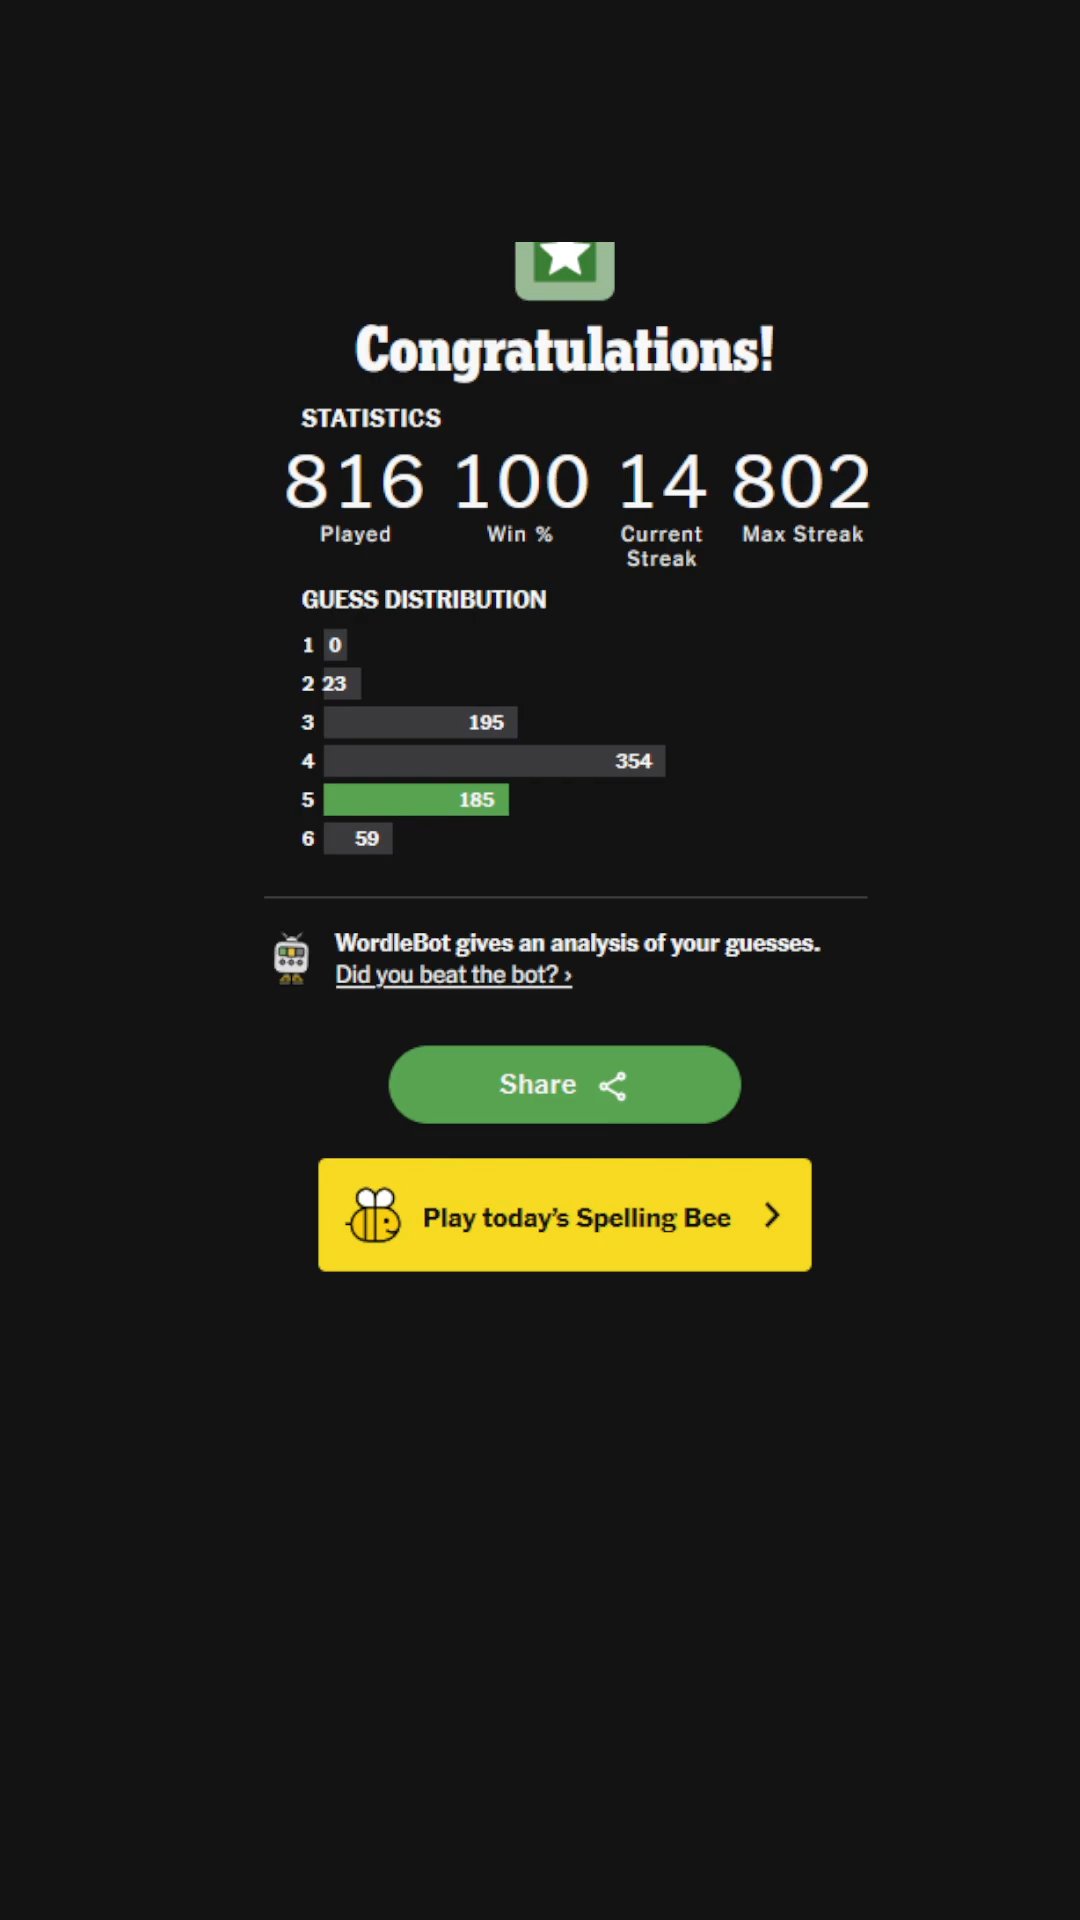 Congratulations!
STATISTICS
816 100 14 802
Played Win % Current Streak Max Streak
GUESS DISTRIBUTION
1 0
2 23
3 195
4 354
5 185
6 59
WordleBot gives an analysis of your guesses.
Did you beat the bot? ›
Share
Play today's Spelling Bee